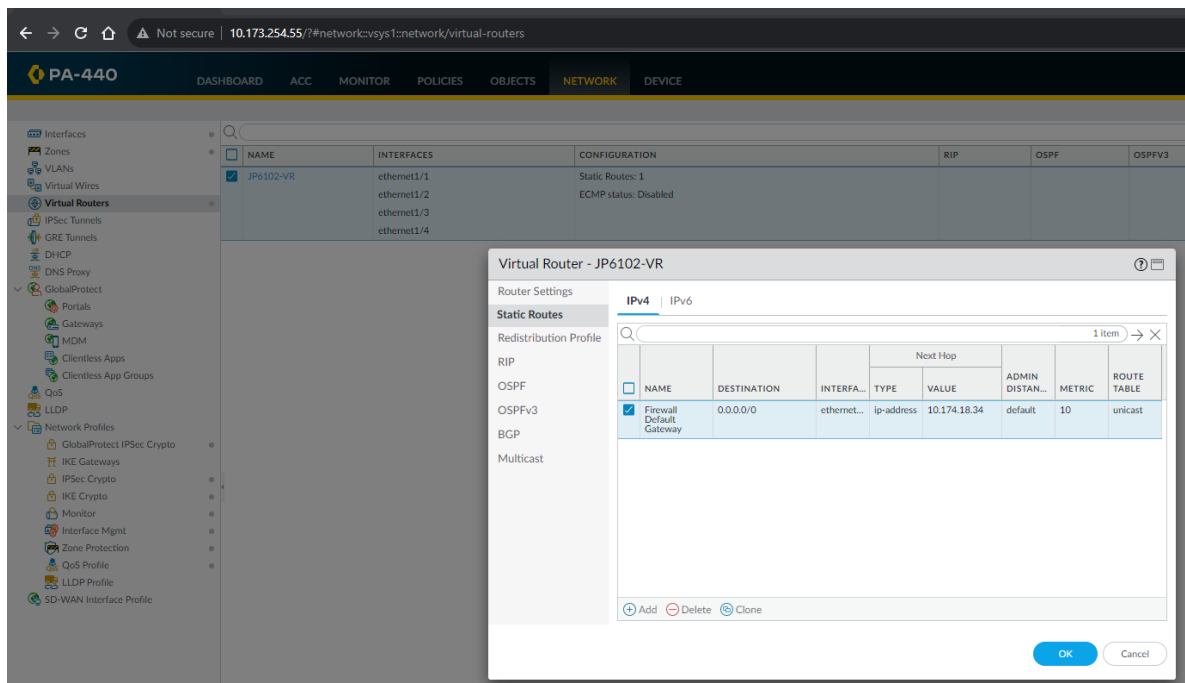 Not secure | 10.173.254.55/?#network::vsys1::network/virtual-routers
PA-440
DASHBOARD ACC MONITOR POLICIES OBJECTS NETWORK DEVICE
Interfaces
Zones
VLANs
Virtual Wires
Virtual Routers
IPSec Tunnels
GRE Tunnels
DHCP
DNS Proxy
GlobalProtect
Portals
Gateways
MDM
Clientless Apps
Clientless App Groups
QoS
LLDP
Network Profiles
GlobalProtect IPSec Crypto
IKE Gateways
IPSec Crypto
IKE Crypto
Monitor
Interface Mgmt
Zone Protection
QoS Profile
LLDP Profile
SD-WAN Interface Profile
NAME INTERFACES CONFIGURATION RIP OSPF OSPFV3
JP6102-VR ethernet1/1 Static Routes: 1
ethernet1/2 ECMP status: Disabled
ethernet1/3
ethernet1/4
Virtual Router - JP6102-VR
Router Settings
Static Routes
Redistribution Profile
RIP
OSPF
OSPFv3
BGP
Multicast
IPv4 | IPv6
1 item
Next Hop
NAME DESTINATION INTERFA... TYPE VALUE ADMIN DISTAN... METRIC ROUTE TABLE
Firewall 0.0.0.0/0 ethernet... ip-address 10.174.18.34 default 10 unicast
Default
Gateway
Add Delete Clone
OK Cancel